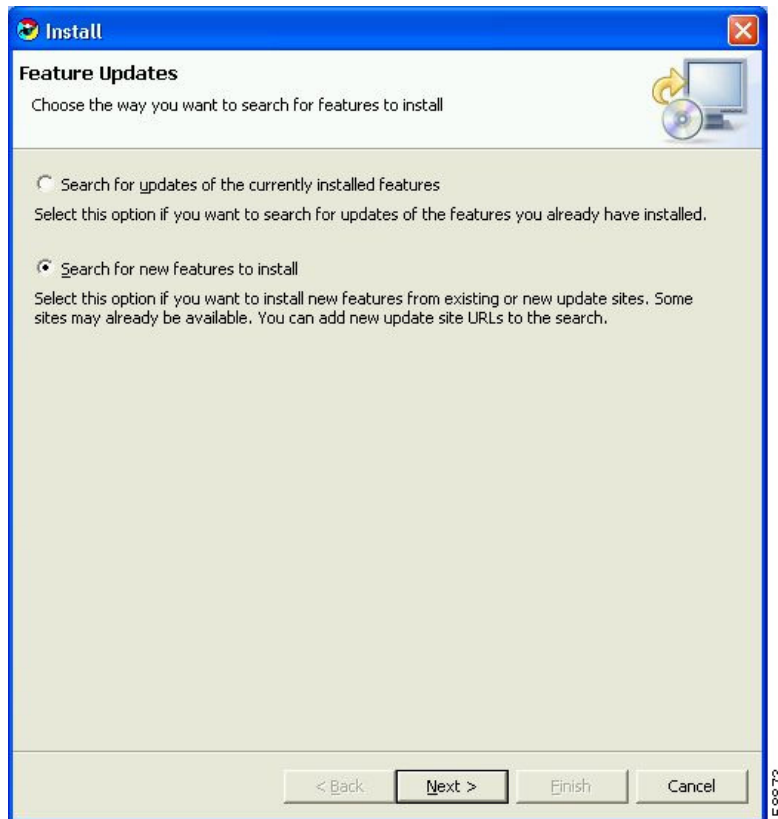 Install
Feature Updates
Choose the way you want to search for features to install
Search for updates of the currently installed features
Select this option if you want to search for updates of the features you already have installed.
Search for new features to install
Select this option if you want to install new features from existing or new update sites. Some
sites may already be available. You can add new update site URLs to the search.
< Back
Next >
Finish
Cancel